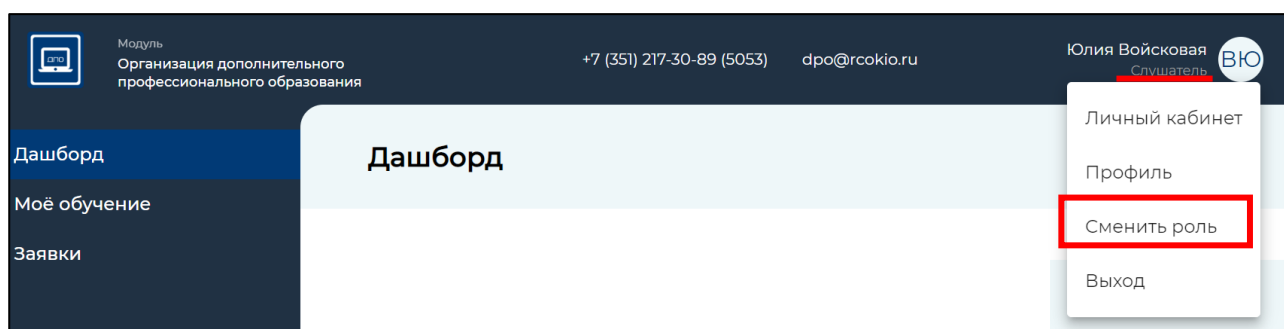 дпо
Модуль
Организация дополнительного
профессионального образования
+7 (351) 217-30-89 (5053)
dpo@rcokio.ru
Юлия Войсковая
Слушатель
ВЮ
Личный кабинет
Профиль
Сменить роль
Выход
Дашборд
Моё обучение
Заявки
Дашборд